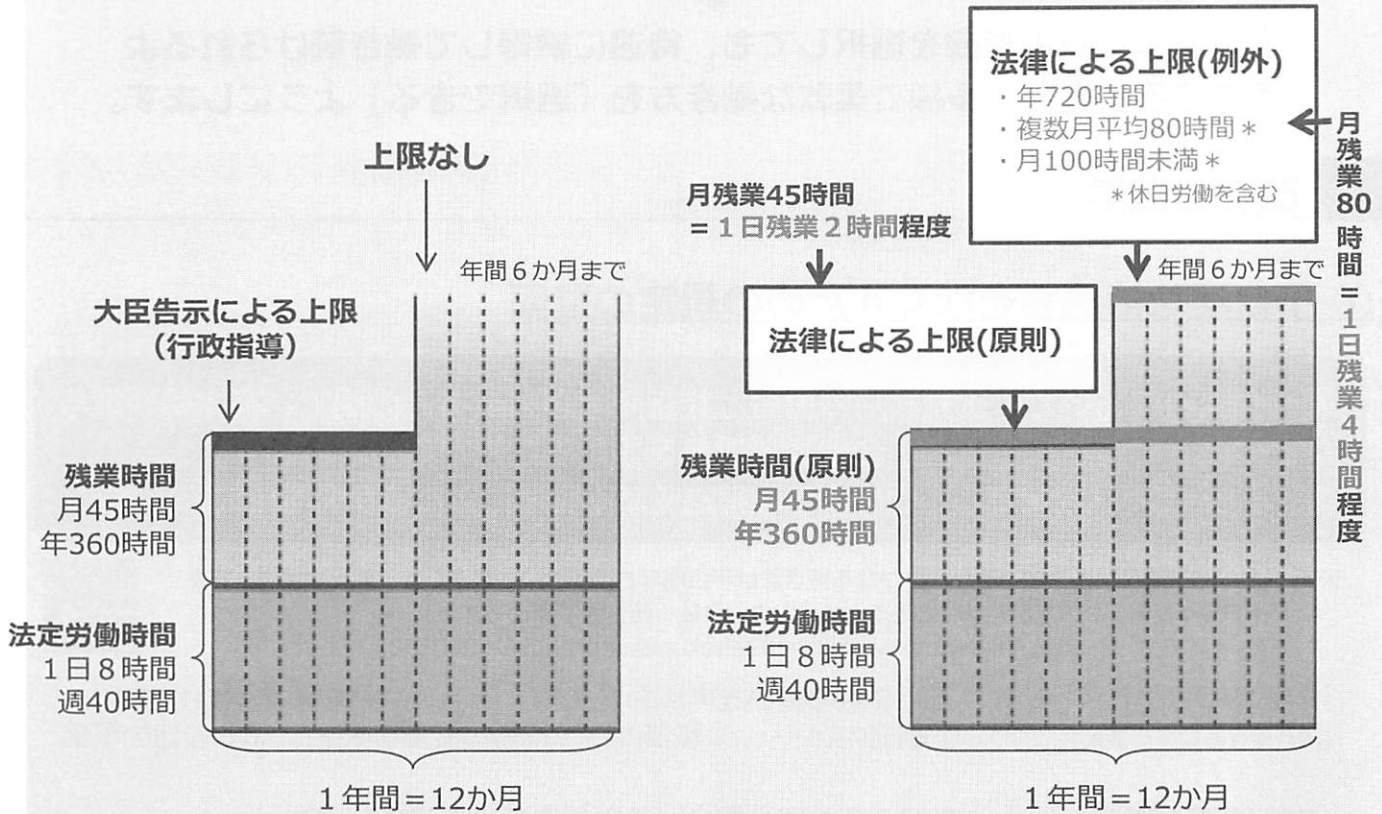 上限なし
年間６か月まで
大臣告示による上限
（行政指導）
残業時間
月45時間
年360時間
法定労働時間
１日８時間
週40時間
１年間＝12か月
法律による上限(例外)
・年720時間
・複数月平均80時間＊
・月100時間未満＊
＊休日労働を含む
月残業80時間＝１日残業４時間程度
月残業45時間
＝１日残業２時間程度
年間６か月まで
法律による上限(原則)
残業時間(原則)
月45時間
年360時間
法定労働時間
１日８時間
週40時間
１年間＝12か月